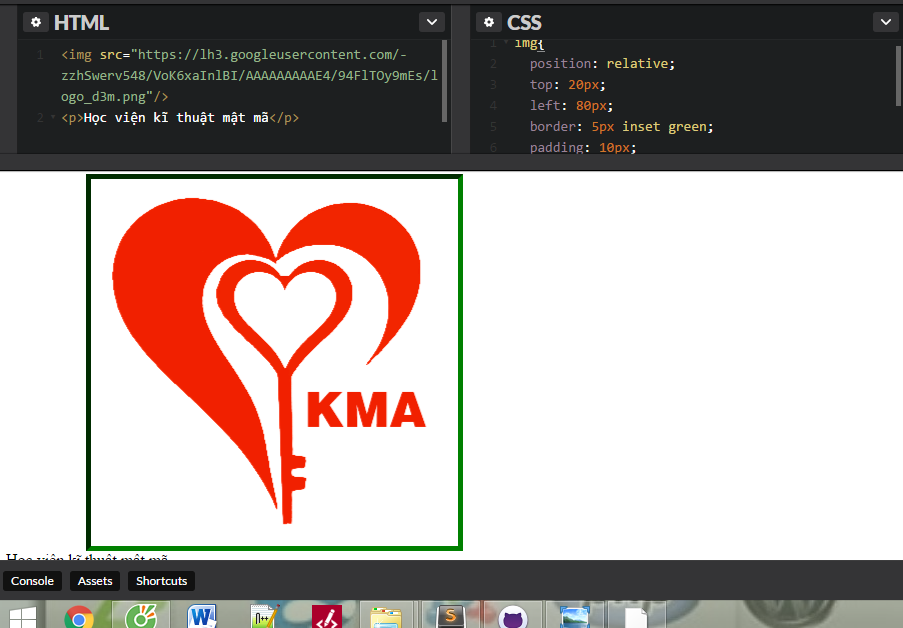 HTML
CSS
1 <img src="https://lh3.googleusercontent.com/-
zzhSwerv548/VoK6xaInlBI/AAAAAAAAAE4/94FlTOy9mEs/l
ogo_d3m.png"/>
2 <p>Học viện kĩ thuật mật mã</p>
1 img{
2 position: relative;
3 top: 20px;
4 left: 80px;
5 border: 5px inset green;
6 padding: 10px;
KMA
Học viện kĩ thuật mật mã
Console
Assets
Shortcuts